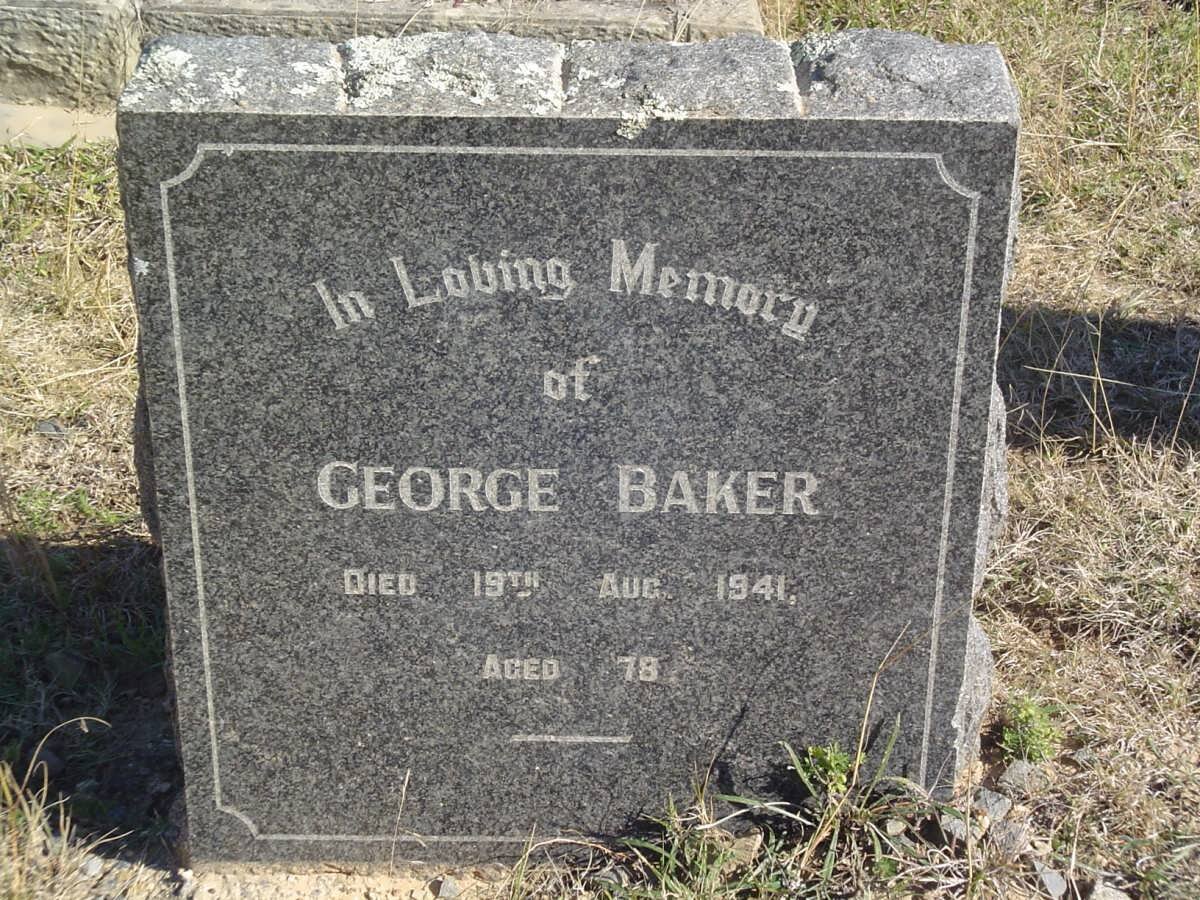 In Loving Memory
of
GEORGE BAKER
DIED 19TH AUG. 1941,
AGED 78.